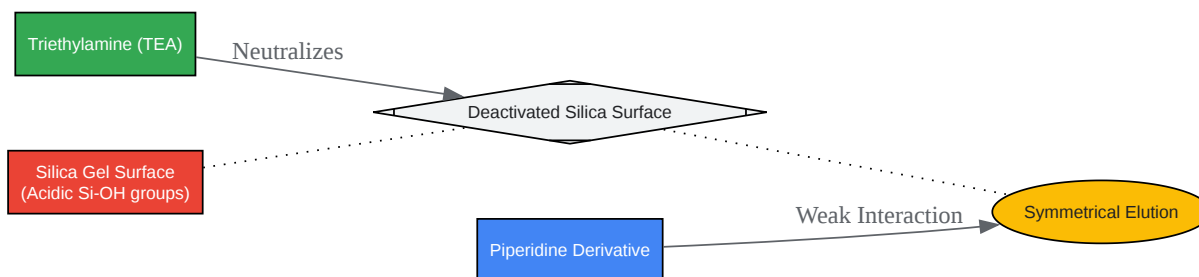 Triethylamine (TEA)
Neutralizes
Deactivated Silica Surface
Silica Gel Surface
(Acidic Si-OH groups)
Weak Interaction
Symmetrical Elution
Piperidine Derivative